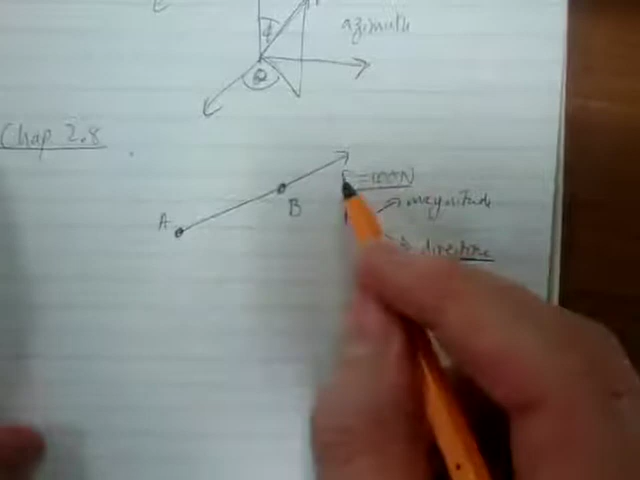 φ
azimuth
θ
Chap 2.8
F = 100N
A
B
magnitude
direction